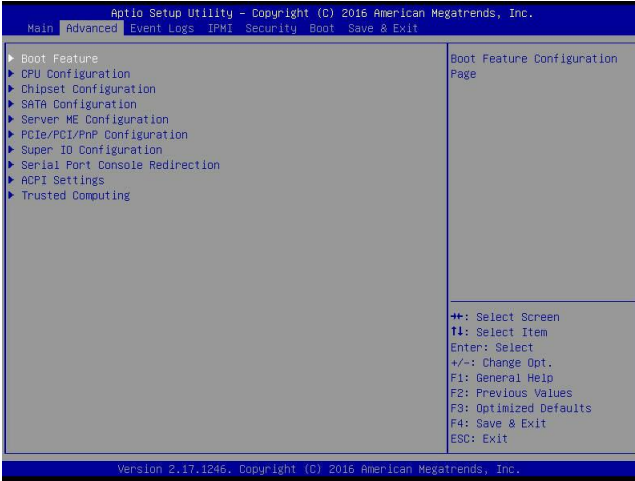 Aptio Setup Utility – Copyright (C) 2016 American Megatrends, Inc.
Main Advanced Event Logs IPMI Security Boot Save & Exit
Boot Feature
CPU Configuration
Chipset Configuration
SATA Configuration
Server ME Configuration
PCIe/PCI/PnP Configuration
Super IO Configuration
Serial Port Console Redirection
ACPI Settings
Trusted Computing
Boot Feature Configuration
Page
→←: Select Screen
↑↓: Select Item
Enter: Select
+/-: Change Opt.
F1: General Help
F2: Previous Values
F3: Optimized Defaults
F4: Save & Exit
ESC: Exit
Version 2.17.1246. Copyright (C) 2016 American Megatrends, Inc.